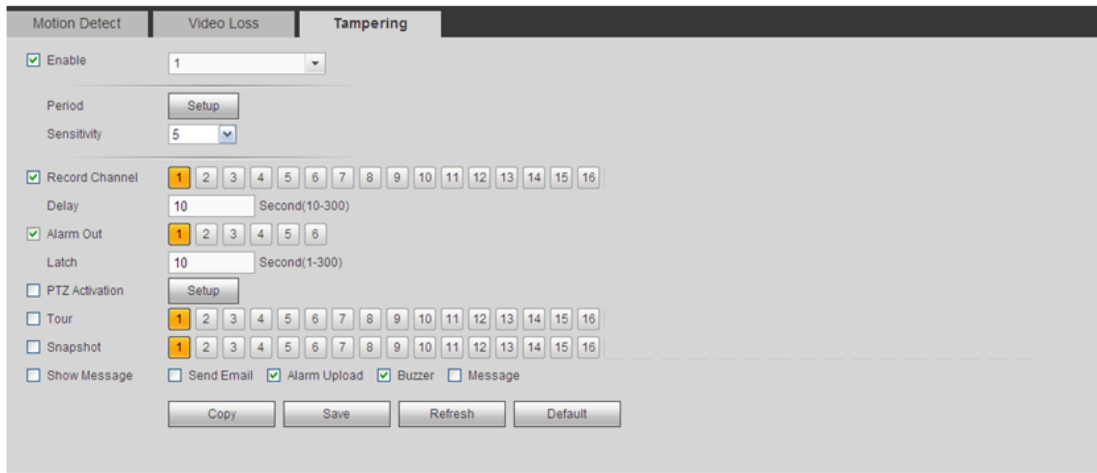 Motion Detect Video Loss Tampering
Enable 1
Period Setup
Sensitivity 5
Record Channel 1 2 3 4 5 6 7 8 9 10 11 12 13 14 15 16
Delay 10 Second(10-300)
Alarm Out 1 2 3 4 5 6
Latch 10 Second(1-300)
PTZ Activation Setup
Tour 1 2 3 4 5 6 7 8 9 10 11 12 13 14 15 16
Snapshot 1 2 3 4 5 6 7 8 9 10 11 12 13 14 15 16
Show Message Send Email Alarm Upload Buzzer Message
Copy Save Refresh Default